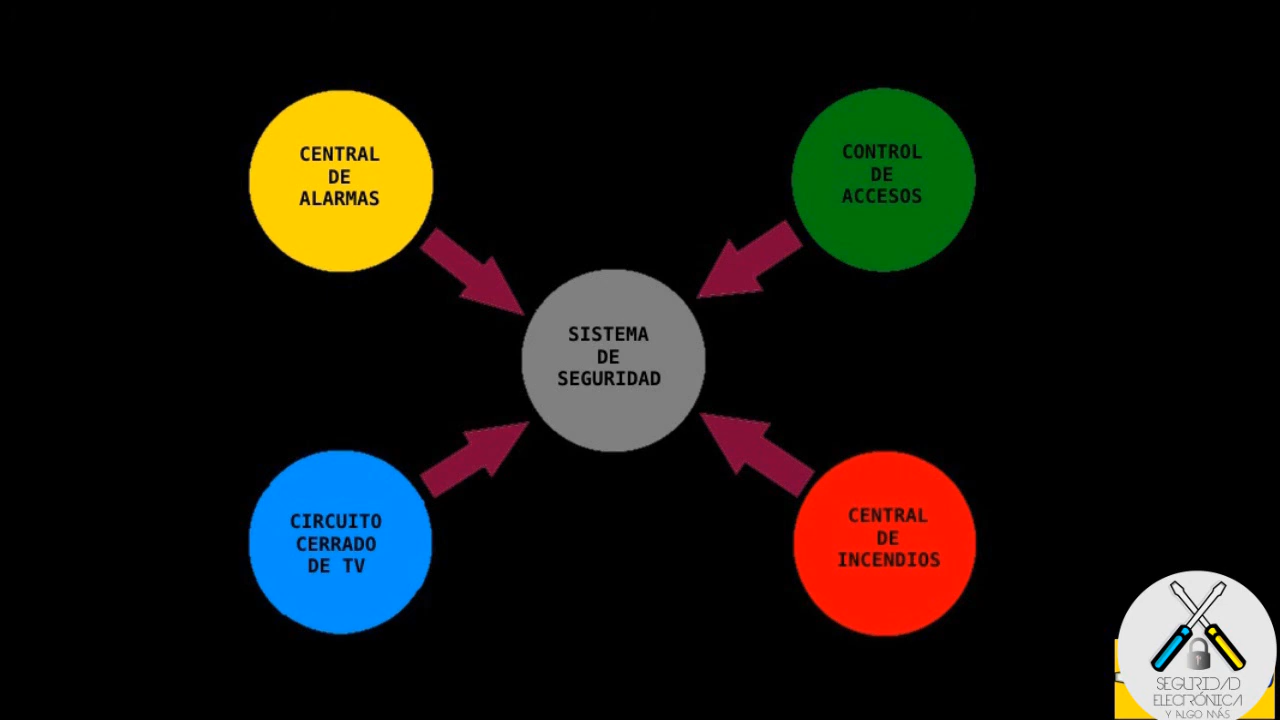 CENTRAL
DE
ALARMAS
CONTROL
DE
ACCESOS
SISTEMA
DE
SEGURIDAD
CIRCUITO
CERRADO
DE TV
CENTRAL
DE
INCENDIOS
SEGURIDAD
ELECTRÓNICA
Y ALGO MÁS